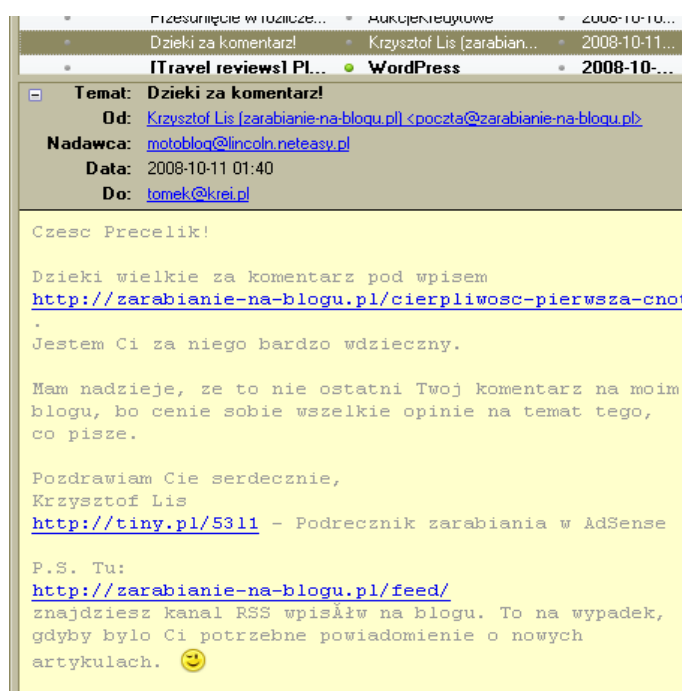 Przesunięcie w rozlicze... AukcjeKredytowe 2008-10-10...
Dzieki za komentarz! Krzysztof Lis (zarabian... 2008-10-11...
[Travel reviews] Pl... WordPress 2008-10-...
Temat: Dzieki za komentarz!
Od: Krzysztof Lis (zarabianie-na-blogu.pl) <poczta@zarabianie-na-blogu.pl>
Nadawca: motoblog@lincoln.neteasy.pl
Data: 2008-10-11 01:40
Do: tomek@krei.pl
Czesc Precelik!
Dzieki wielkie za komentarz pod wpisem
http://zarabianie-na-blogu.pl/cierpliwosc-pierwsza-cnot
.
Jestem Ci za niego bardzo wdzieczny.
Mam nadzieje, ze to nie ostatni Twoj komentarz na moim
blogu, bo cenie sobie wszelkie opinie na temat tego,
co pisze.
Pozdrawiam Cie serdecznie,
Krzysztof Lis
http://tiny.pl/53l1 - Podrecznik zarabiania w AdSense
P.S. Tu:
http://zarabianie-na-blogu.pl/feed/
znajdziesz kanal RSS wpisĂłw na blogu. To na wypadek,
gdyby bylo Ci potrzebne powiadomienie o nowych
artykulach.